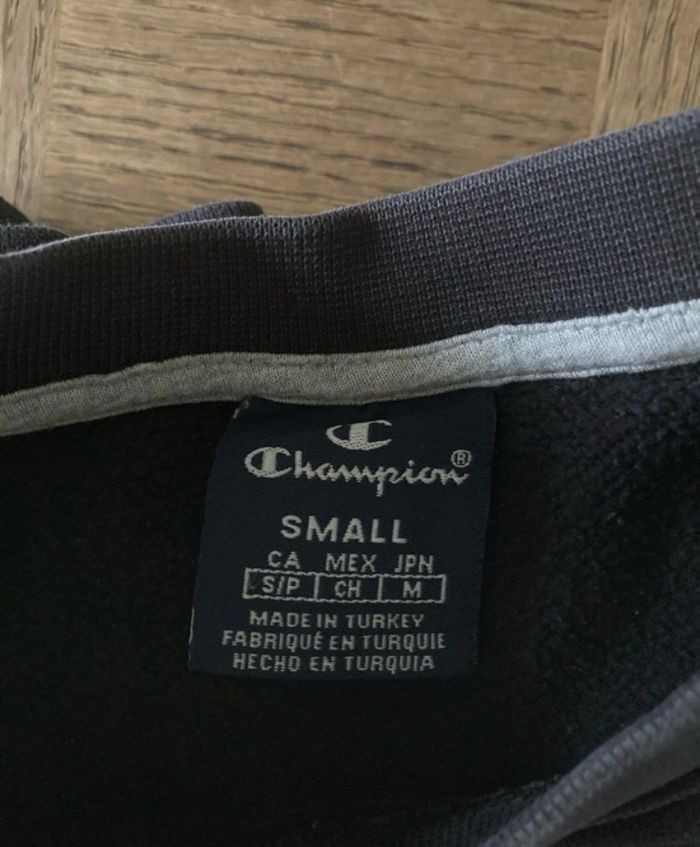 Champion®
SMALL
CA MEX JPN
S/P CH M
MADE IN TURKEY
FABRIQUÉ EN TURQUIE
HECHO EN TURQUIA